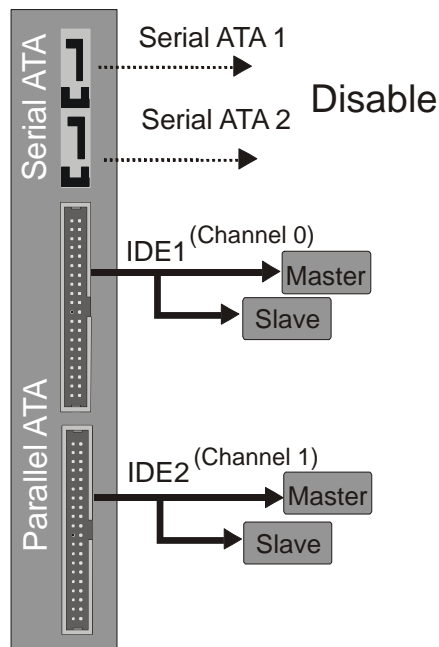 Serial ATA
Serial ATA 1
Disable
Serial ATA 2
Parallel ATA
IDE1 (Channel 0)
Master
Slave
IDE2 (Channel 1)
Master
Slave